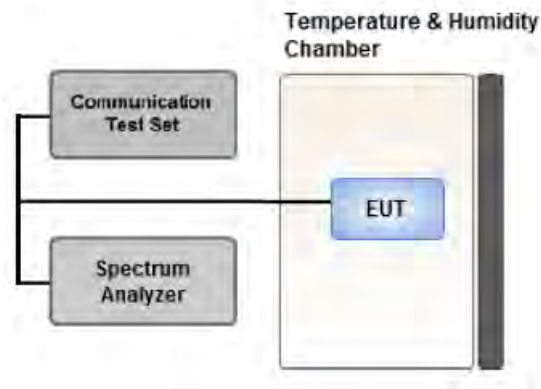 Temperature & Humidity
Chamber
Communication
Test Set
EUT
Spectrum
Analyzer